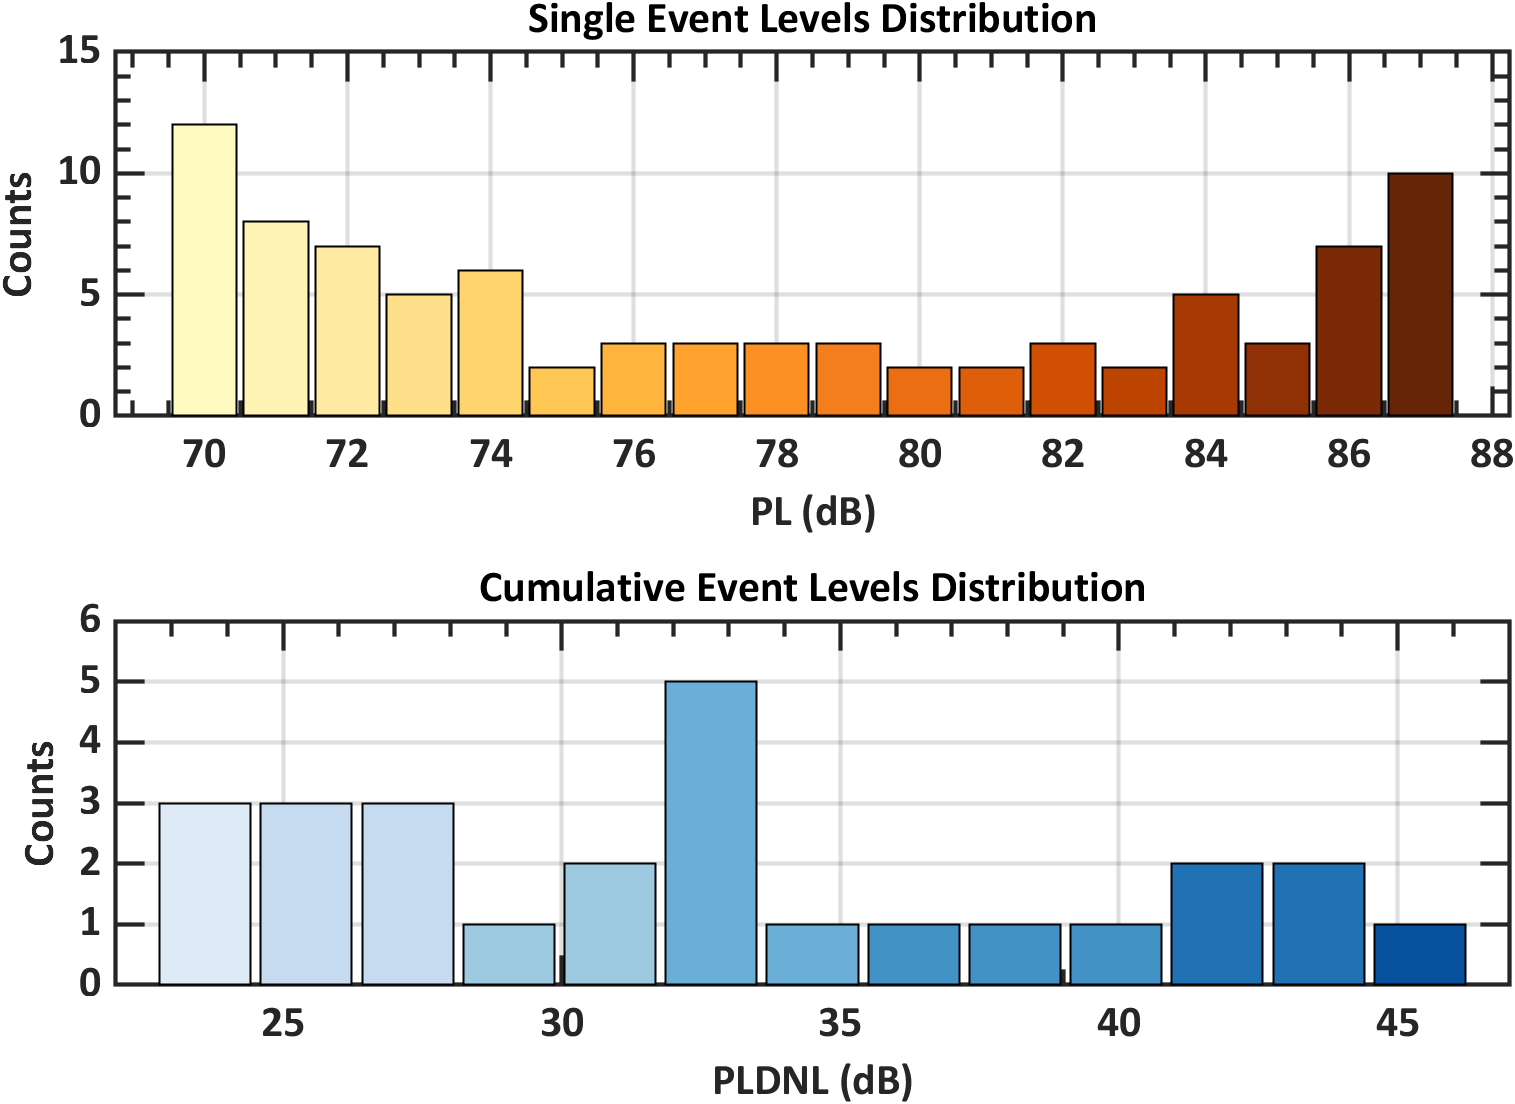 Single Event Levels Distribution
15
10
5
0
Counts
70 72 74 76 78 80 82 84 86 88
PL (dB)
Cumulative Event Levels Distribution
6
5
4
3
2
1
0
Counts
25 30 35 40 45
PLDNL (dB)